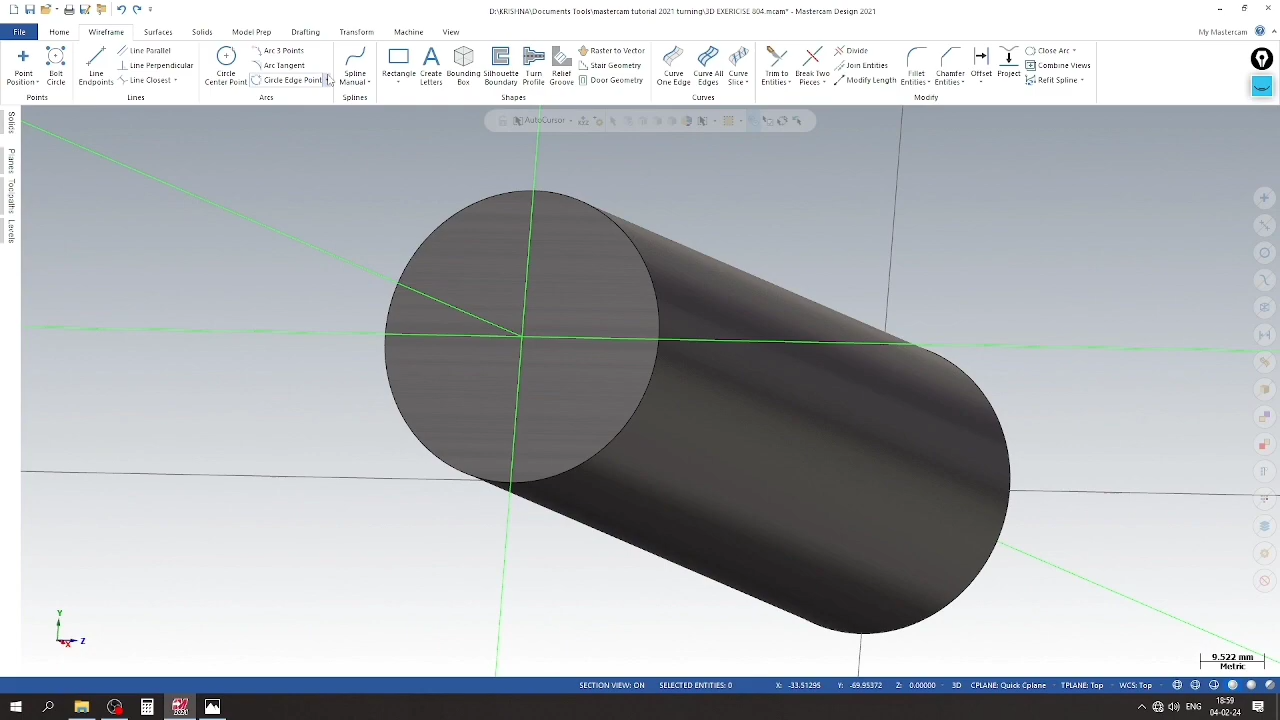 D:\KRISHNA\Documents Tools\mastercam tutorial 2021 turning\3D EXERICISE 804.mcam* - Mastercam Design 2021
File Home Wireframe Surfaces Solids Model Prep Drafting Transform Machine View My Mastercam
Point Position
Bolt Circle
Points
Line Endpoints
Line Parallel
Line Perpendicular
Line Closest
Lines
Circle Center Point
Arc 3 Points
Arc Tangent
Circle Edge Point
Arcs
Spline Manual
Splines
Rectangle
Create Letters
Bounding Box
Silhouette Boundary
Turn Profile
Relief Groove
Raster to Vector
Stair Geometry
Door Geometry
Shapes
Curve One Edge
Curve All Edges
Curve Slice
Curves
Trim to Entities
Break Two Pieces
Divide
Join Entities
Modify Length
Fillet Entities
Chamfer Entities
Offset
Project
Close Arc
Combine Views
Refit Spline
Modify
AutoCursor
Solids
Planes
Toolpaths
Levels
Y
Z
X
9.522 mm
Metric
SECTION VIEW: ON SELECTED ENTITIES: 0 X: -33.51295 Y: -69.95372 Z: 0.00000 3D CPLANE: Quick Cplane TPLANE: Top WCS: Top
ENG
18:59
04-02-24